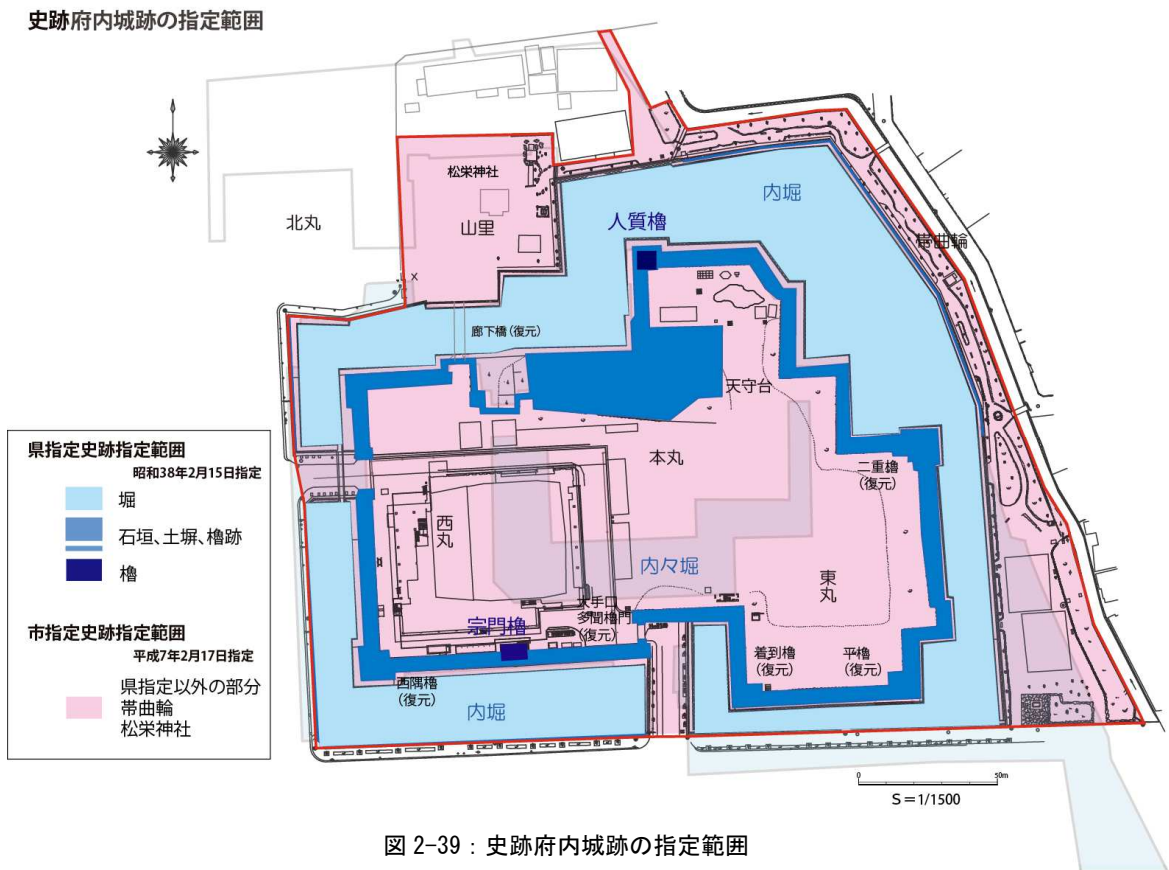 史跡府内城跡の指定範囲
松栄神社
山里
北丸
内堀
人質櫓
帯曲輪
廊下橋(復元)
天守台
本丸
二重櫓
(復元)
西丸
内々堀
東丸
大手口
多聞櫓門
(復元)
宗門櫓
着到櫓
(復元)
平櫓
(復元)
西隅櫓
(復元)
内堀
県指定史跡指定範囲
昭和38年2月15日指定
堀
石垣、土塀、櫓跡
櫓
市指定史跡指定範囲
平成7年2月17日指定
県指定以外の部分
帯曲輪
松栄神社
0 50m
S=1/1500
図 2-39：史跡府内城跡の指定範囲